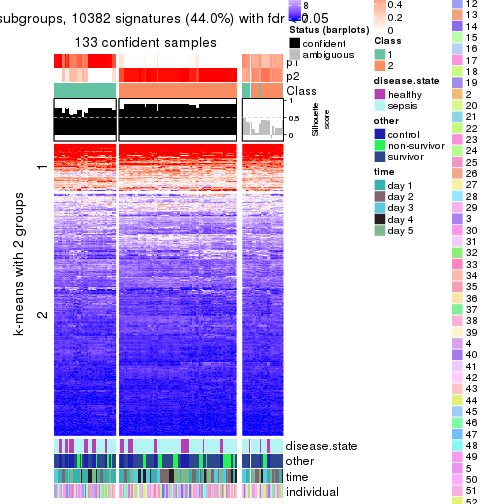 subgroups, 10382 signatures (44.0%) with fdr < 0.05
133 confident samples
p1
p2
Class
1
0.5
0
Silhouette
score
k-means with 2 groups
1
2
disease.state
other
time
individual
8
Status (barplots)
confident
ambiguous
0.4
0.2
0
Class
1
2
disease.state
healthy
sepsis
other
control
non-survivor
survivor
time
day 1
day 2
day 3
day 4
day 5
12
13
14
15
16
17
18
19
2
20
21
22
23
24
25
26
27
28
29
3
30
31
32
33
34
35
36
37
38
39
4
40
41
42
43
44
45
46
47
48
49
5
50
51